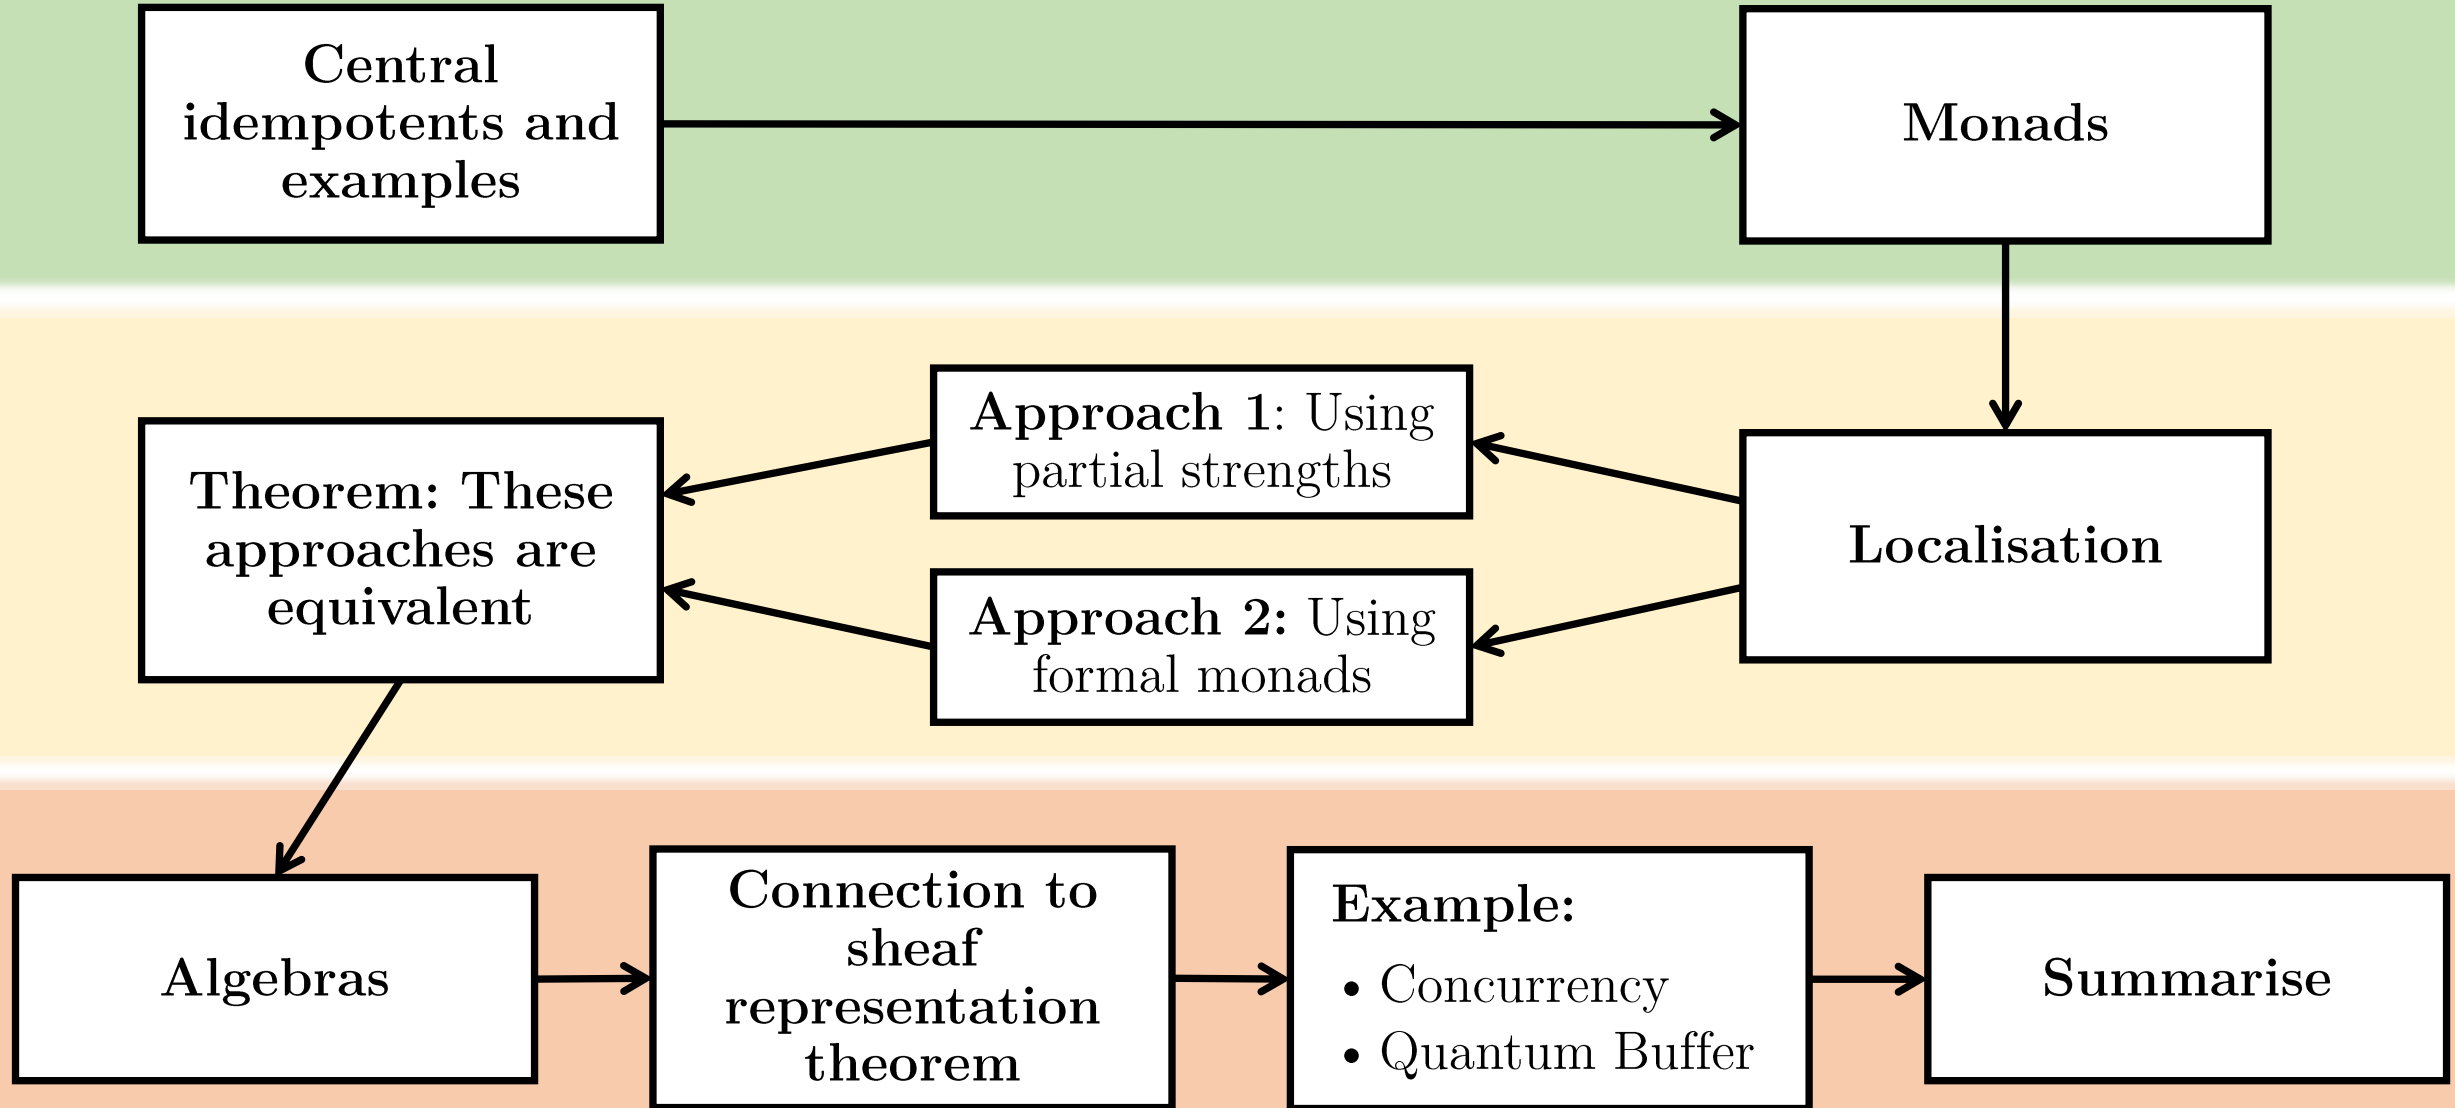 Central
idempotents and
examples
Monads
Localisation
Approach 1: Using
partial strengths
Approach 2: Using
formal monads
Theorem: These
approaches are
equivalent
Algebras
Connection to
sheaf
representation
theorem
Example:
• Concurrency
• Quantum Buffer
Summarise